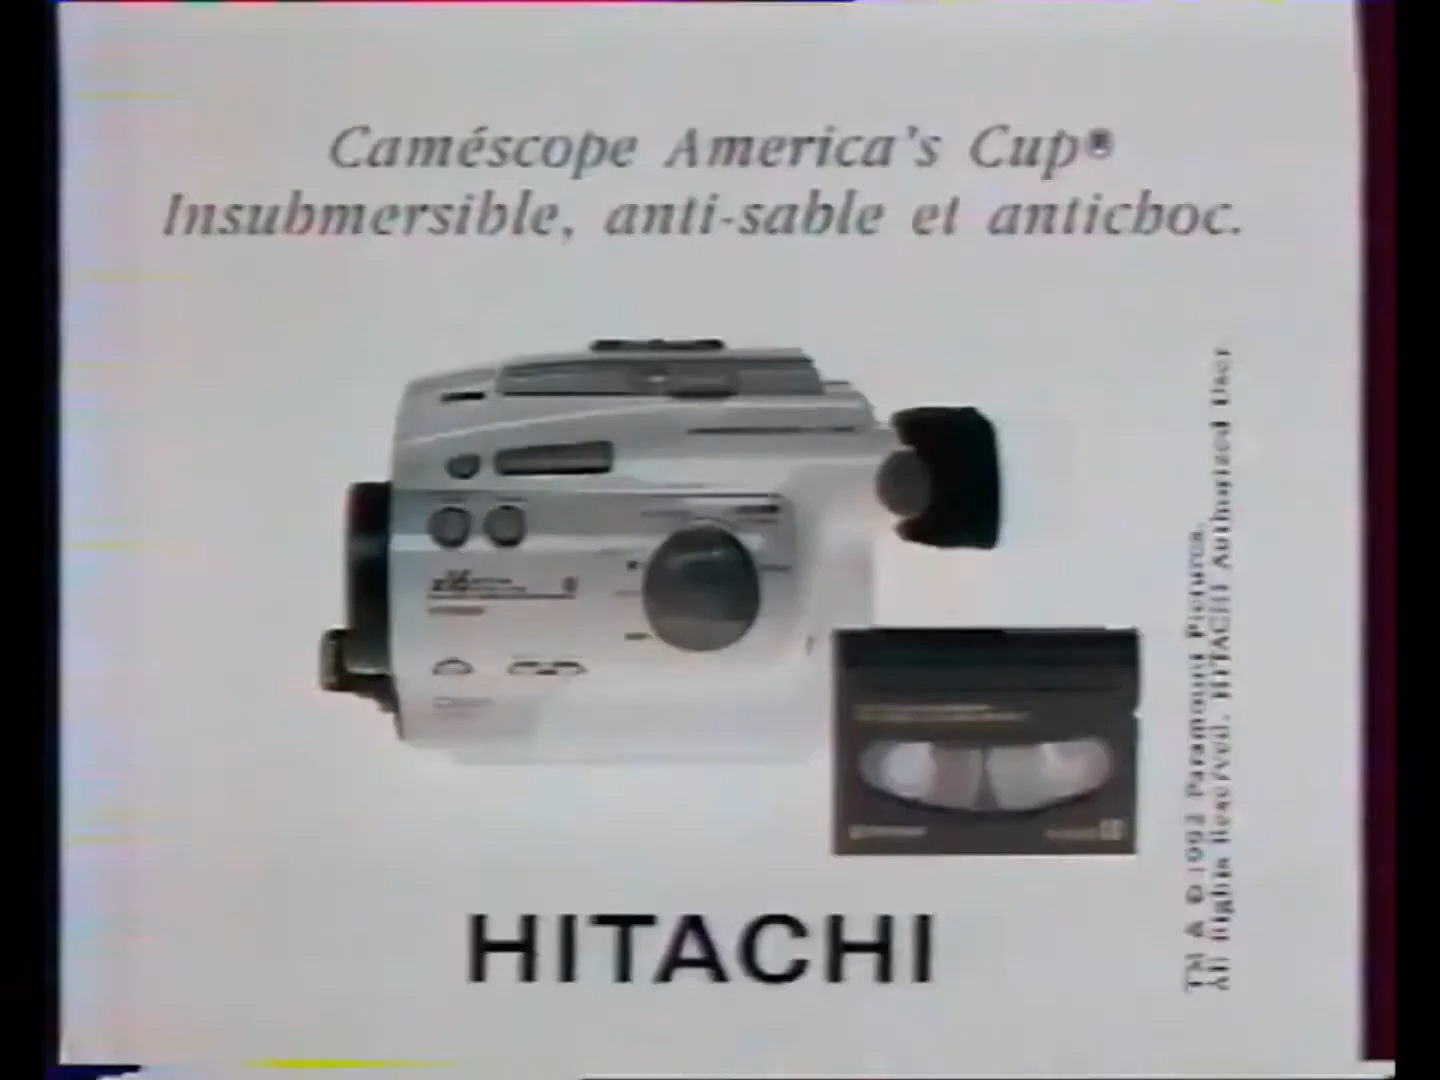 Caméscope America's Cup®
Insubmersible, anti-sable et antichoc.
x16
HITACHI
TM & ©1992 Paramount Pictures.
All Rights Reserved. HITACHI Authorized User